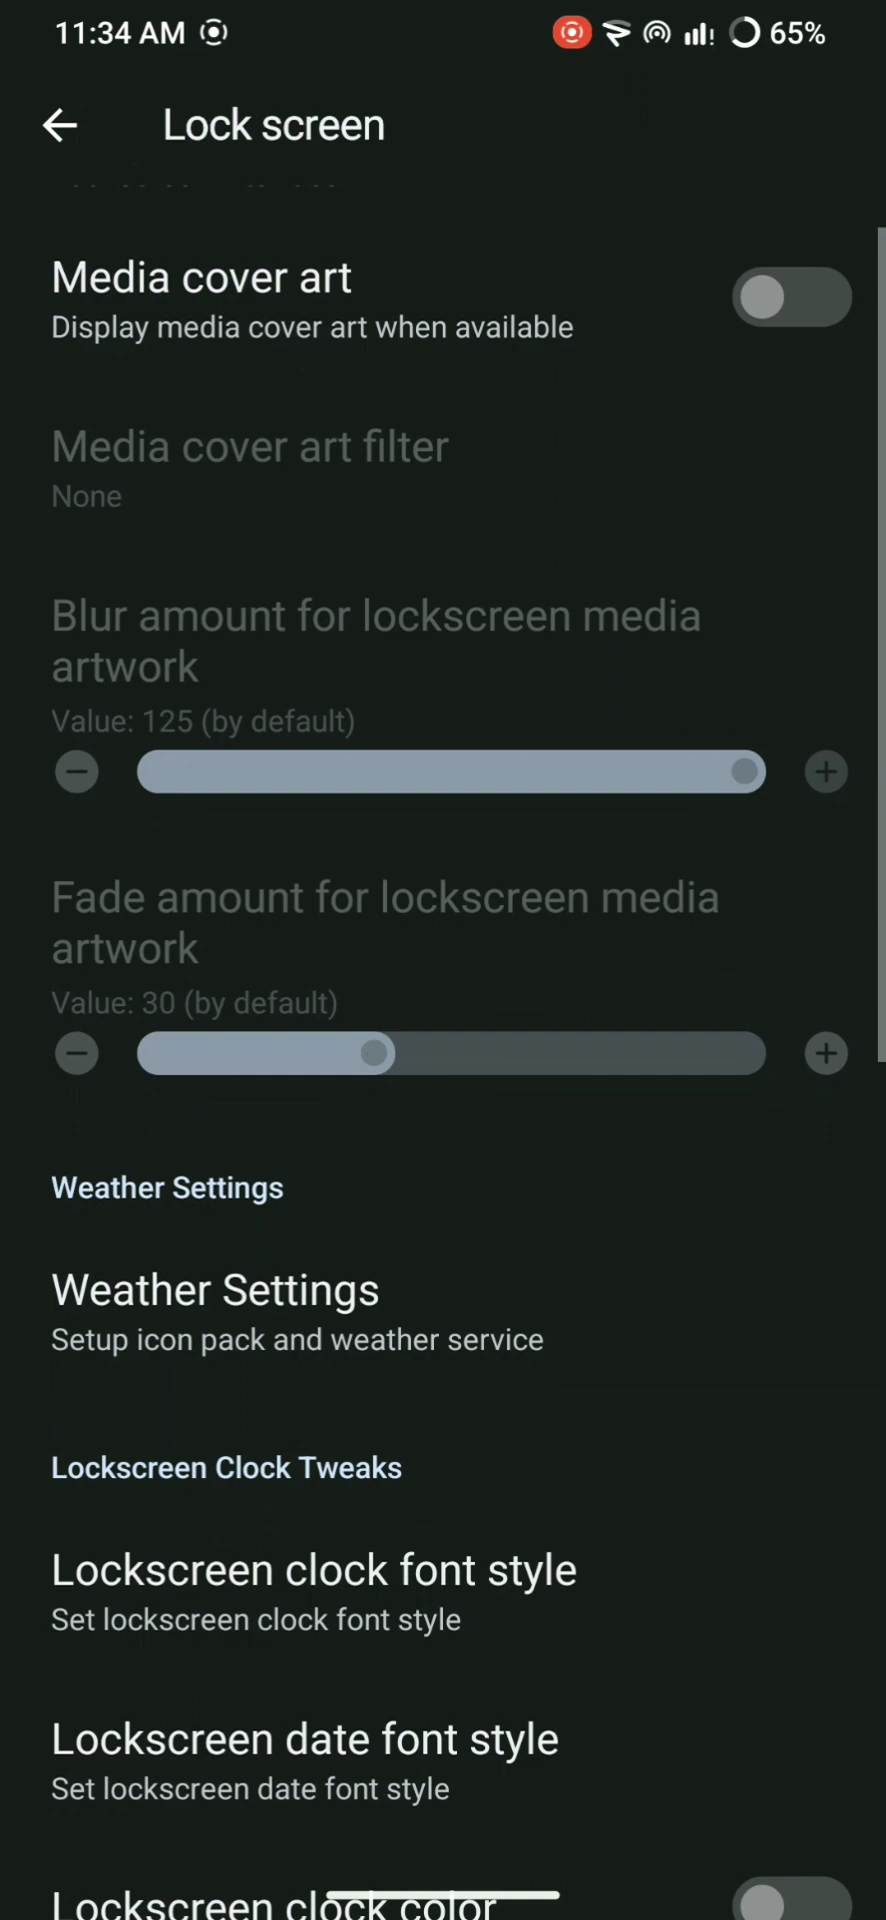 11:34 AM
65%
Lock screen
Media cover art
Display media cover art when available
Media cover art filter
None
Blur amount for lockscreen media
artwork
Value: 125 (by default)
Fade amount for lockscreen media
artwork
Value: 30 (by default)
Weather Settings
Weather Settings
Setup icon pack and weather service
Lockscreen Clock Tweaks
Lockscreen clock font style
Set lockscreen clock font style
Lockscreen date font style
Set lockscreen date font style
Lockscreen clock color